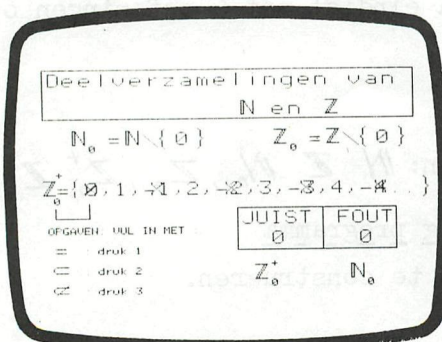 Deelverzamelingen van
ℕ en ℤ
ℕ₀ = ℕ \ {0}
ℤ₀ = ℤ \ {0}
ℤ₀⁺ = {0, 1, -1, 2, -2, 3, -3, 4, -4...}
OPGAVEN. VUL IN MET
= druk 1
⊂ druk 2
⊄ druk 3
JUIST FOUT
0 0
ℤ₀⁺ ℕ₀